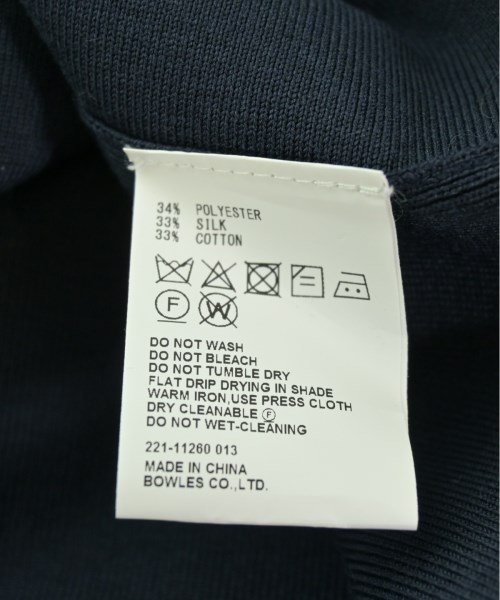 34% POLYESTER
33% SILK
33% COTTON
F W
DO NOT WASH
DO NOT BLEACH
DO NOT TUMBLE DRY
FLAT DRIP DRYING IN SHADE
WARM IRON,USE PRESS CLOTH
DRY CLEANABLE Ⓕ
DO NOT WET-CLEANING
221-11260 013
MADE IN CHINA
BOWLES CO.,LTD.